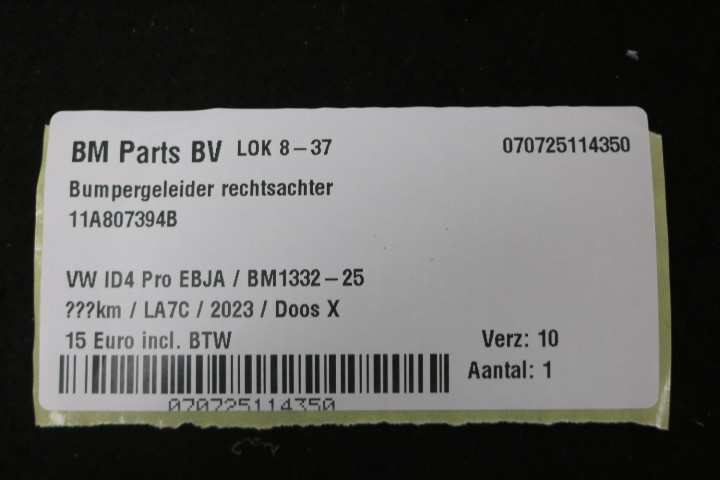 BM Parts BV LOK 8-37 070725114350
Bumpergeleider rechtsachter
11A807394B
VW ID4 Pro EBJA / BM1332-25
???km / LA7C / 2023 / Doos X
15 Euro incl. BTW Verz: 10
Aantal: 1
070725114350